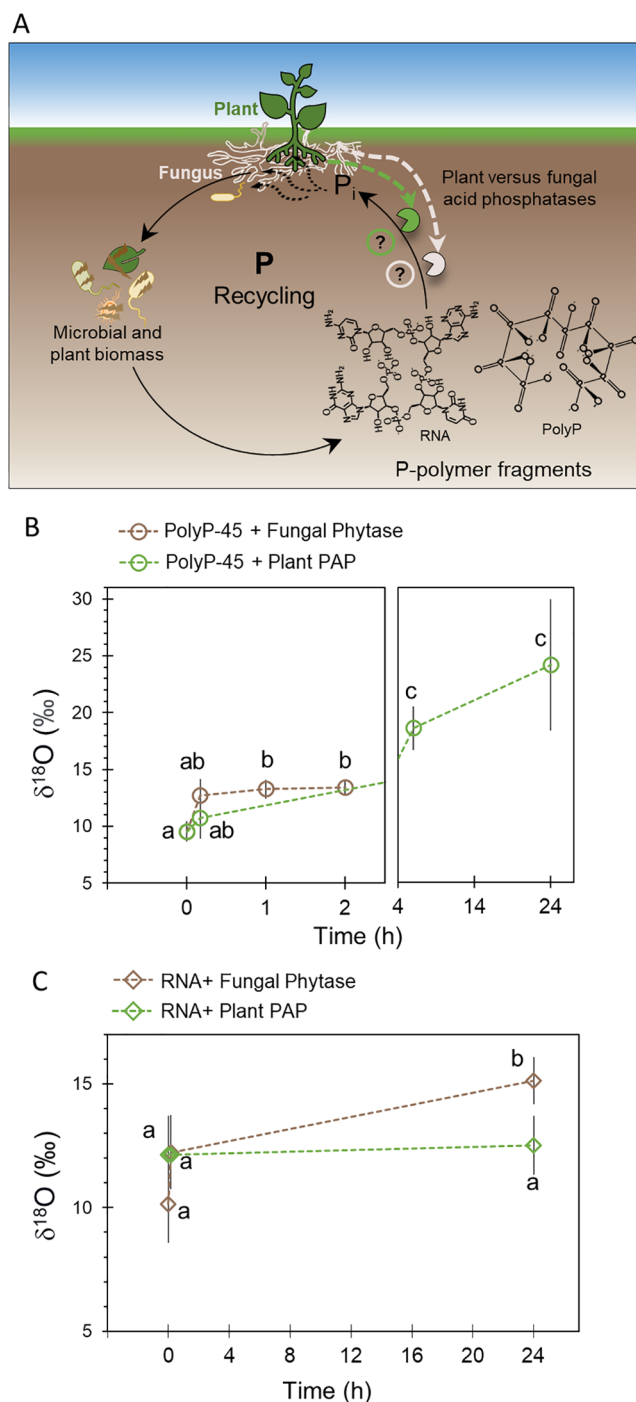 A
Plant
Fungus
Pi
Plant versus fungal
acid phosphatases
?
?
P
Recycling
Microbial and
plant biomass
RNA
PolyP
P-polymer fragments
B
PolyP-45 + Fungal Phytase
PolyP-45 + Plant PAP
δ18O (‰)
30
25
20
15
10
5
a
ab
ab
b
b
c
c
0
1
2
4
14
24
Time (h)
C
RNA+ Fungal Phytase
RNA+ Plant PAP
δ18O (‰)
15
10
5
a
a
a
b
a
0
4
8
12
16
20
24
Time (h)